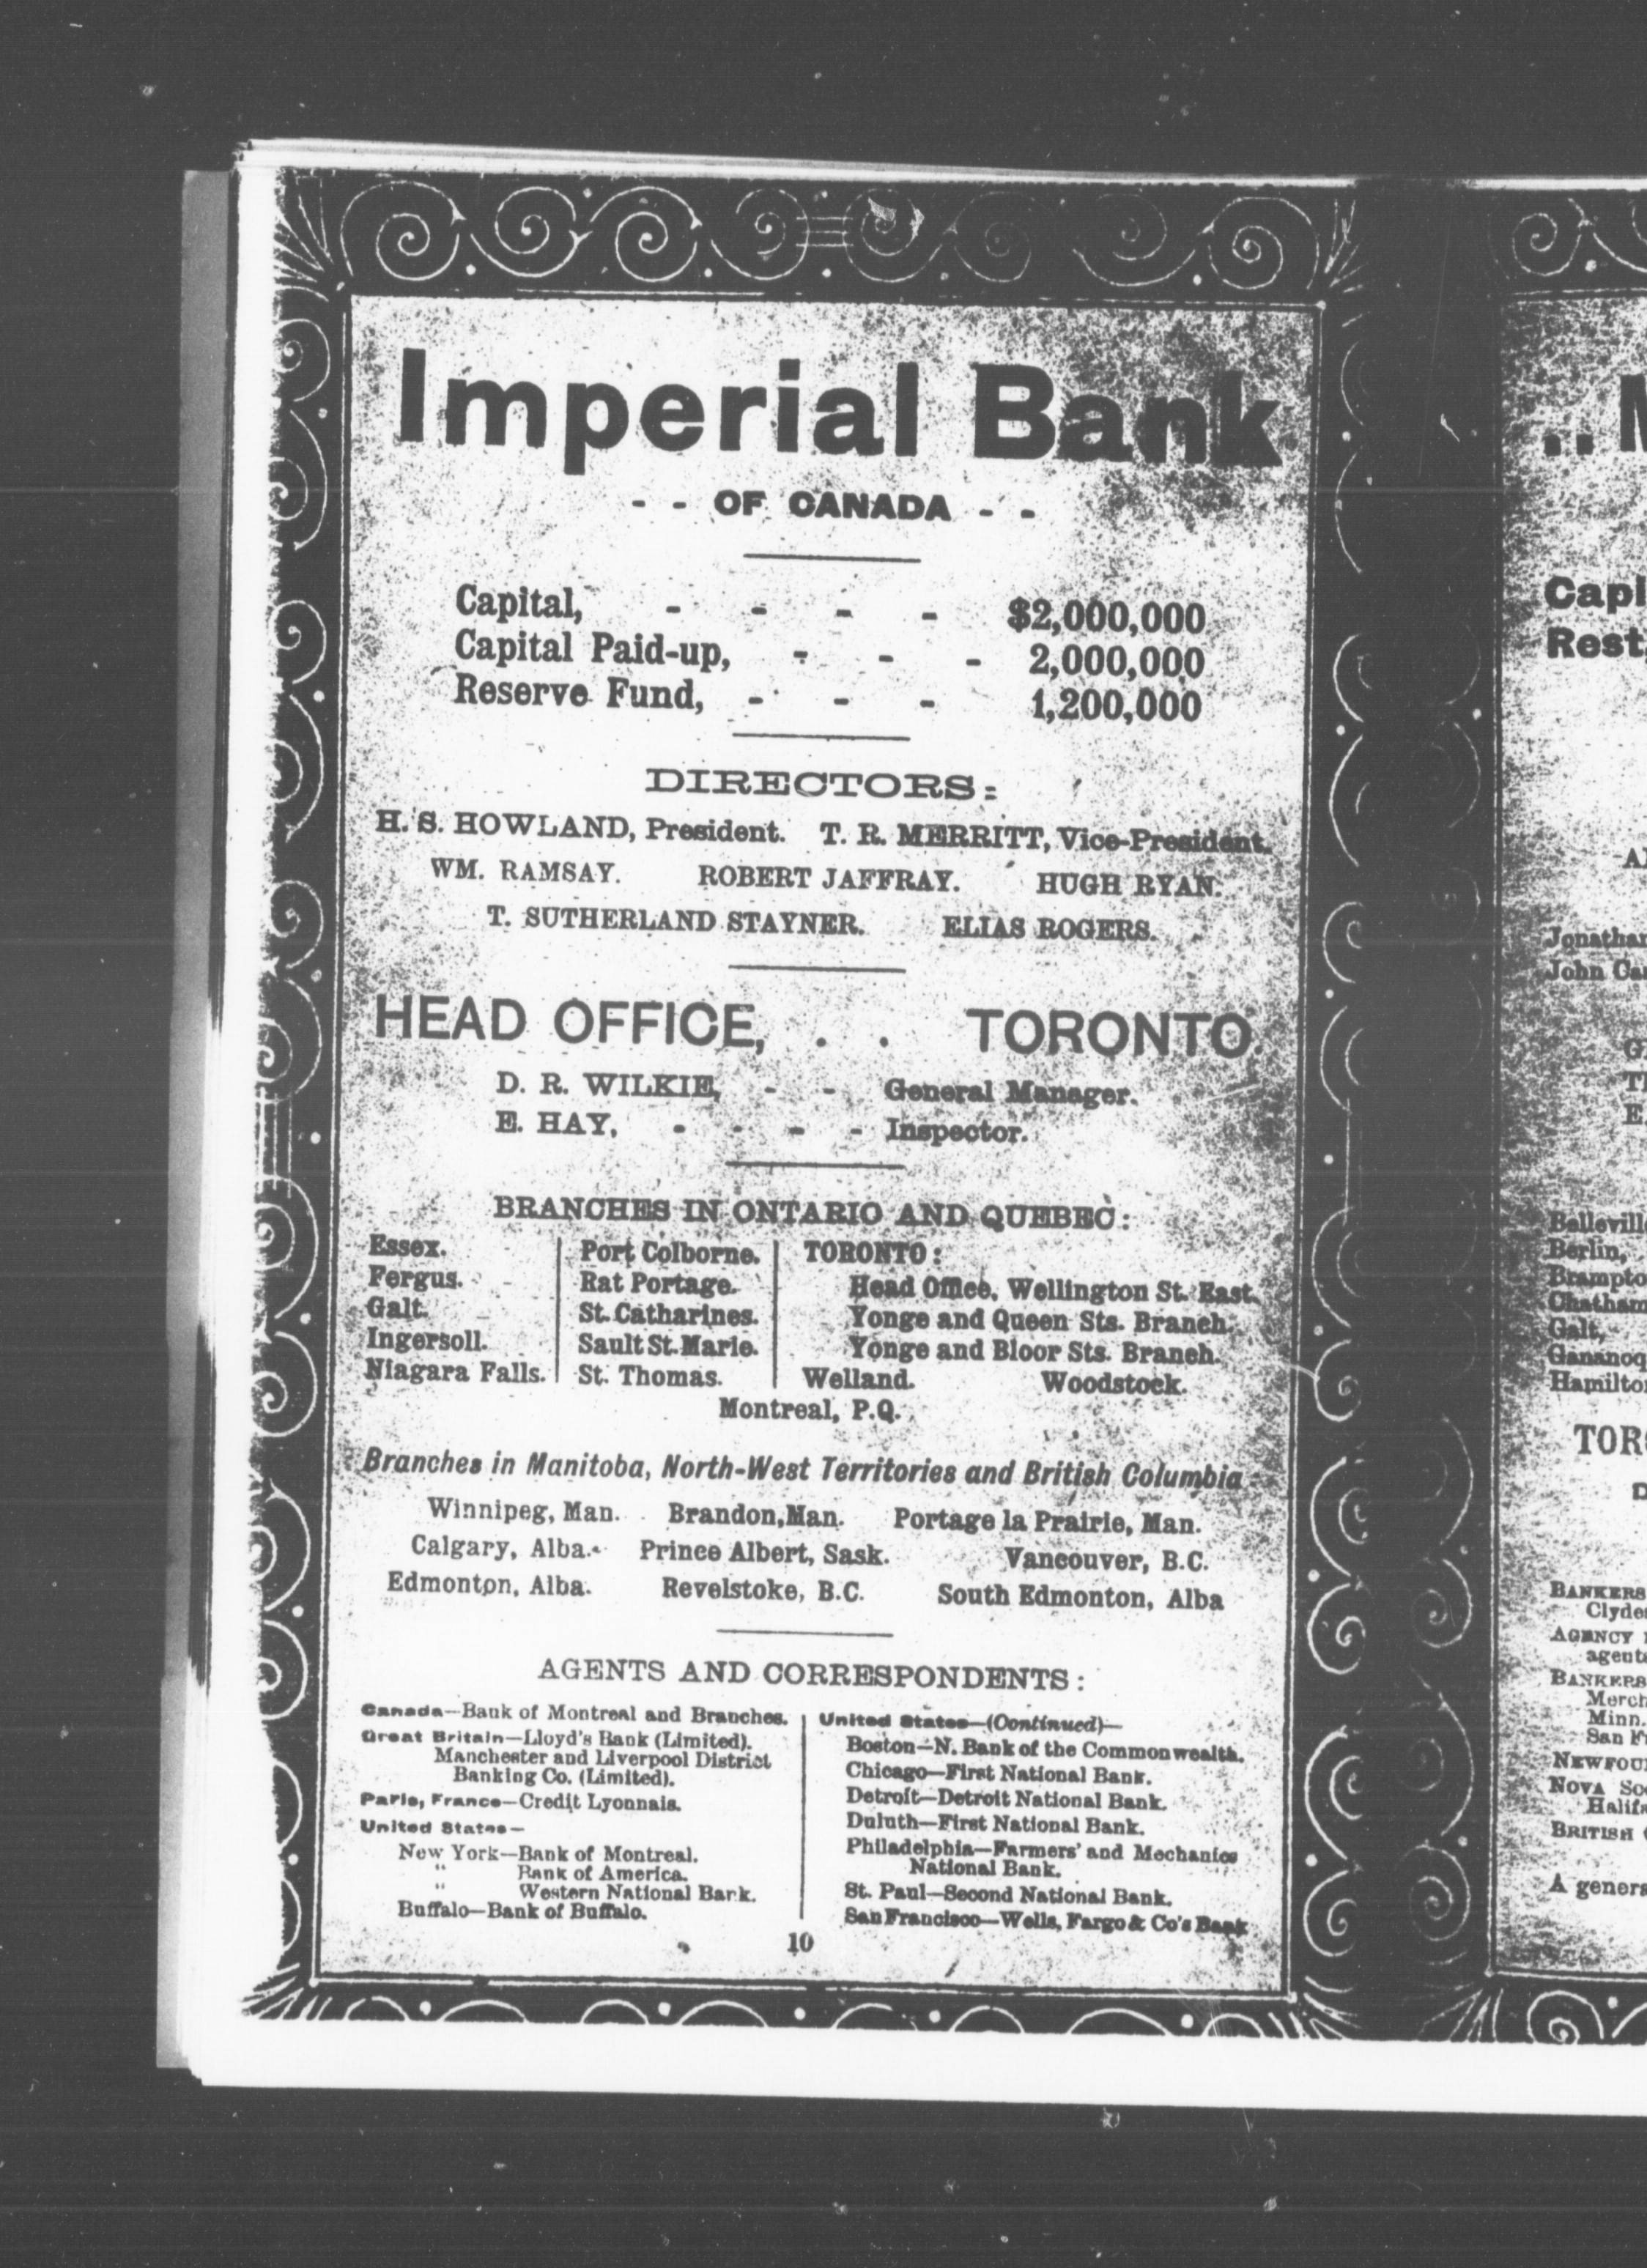 Imperial Bank
- - OF CANADA - -
Capital, - - - - $2,000,000
Capital Paid-up, - - - 2,000,000
Reserve Fund, - - - 1,200,000
DIRECTORS:
H. S. HOWLAND, President. T. R. MERRITT, Vice-President.
WM. RAMSAY. ROBERT JAFFRAY. HUGH RYAN.
T. SUTHERLAND STAYNER. ELIAS ROGERS.
HEAD OFFICE, . . TORONTO.
D. R. WILKIE, - - General Manager.
E. HAY, - - - - Inspector.
BRANCHES IN ONTARIO AND QUEBEC:
Essex.
Fergus.
Galt.
Ingersoll.
Niagara Falls.
Port Colborne.
Rat Portage.
St. Catharines.
Sault St. Marie.
St. Thomas.
TORONTO:
Head Office, Wellington St. East.
Yonge and Queen Sts. Branch.
Yonge and Bloor Sts. Branch.
Welland. Woodstock.
Montreal, P.Q.
Branches in Manitoba, North-West Territories and British Columbia
Winnipeg, Man. Brandon, Man. Portage la Prairie, Man.
Calgary, Alba. Prince Albert, Sask. Vancouver, B.C.
Edmonton, Alba. Revelstoke, B.C. South Edmonton, Alba
AGENTS AND CORRESPONDENTS:
Canada—Bank of Montreal and Branches.
Great Britain—Lloyd's Bank (Limited).
Manchester and Liverpool District
Banking Co. (Limited).
Paris, France—Credit Lyonnais.
United States—
New York—Bank of Montreal.
" Bank of America.
" Western National Bank.
Buffalo—Bank of Buffalo.
United States—(Continued)—
Boston—N. Bank of the Commonwealth.
Chicago—First National Bank.
Detroit—Detroit National Bank.
Duluth—First National Bank.
Philadelphia—Farmers' and Mechanics
National Bank.
St. Paul—Second National Bank.
San Francisco—Wells, Fargo & Co's Bank
10
Rest,
Jonathan
John
Berlin,
Galt,
BANKERS
AGENCY
agents
BANKERS
Minn.
NOVA
BRITISH
A